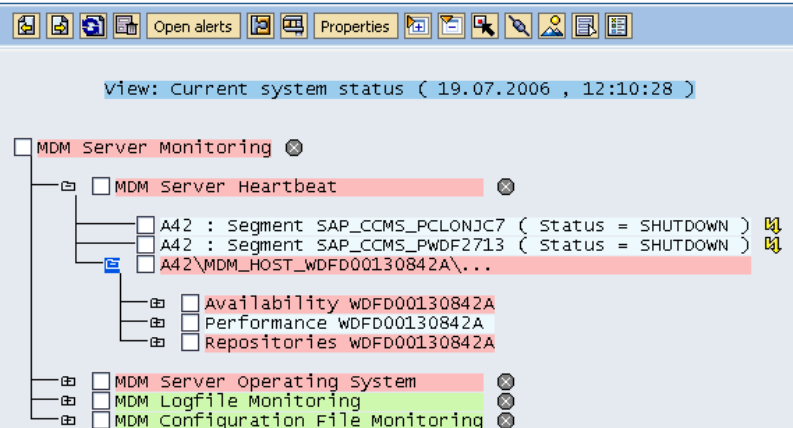 Open alerts Properties
View: Current system status ( 19.07.2006 , 12:10:28 )
MDM Server Monitoring
MDM Server Heartbeat
A42 : Segment SAP_CCMS_PCLONJC7 ( Status = SHUTDOWN )
A42 : Segment SAP_CCMS_PWDF2713 ( Status = SHUTDOWN )
A42\MDM_HOST_WDFD00130842A\...
Availability WDFD00130842A
Performance WDFD00130842A
Repositories WDFD00130842A
MDM Server Operating System
MDM Logfile Monitoring
MDM Configuration File Monitoring